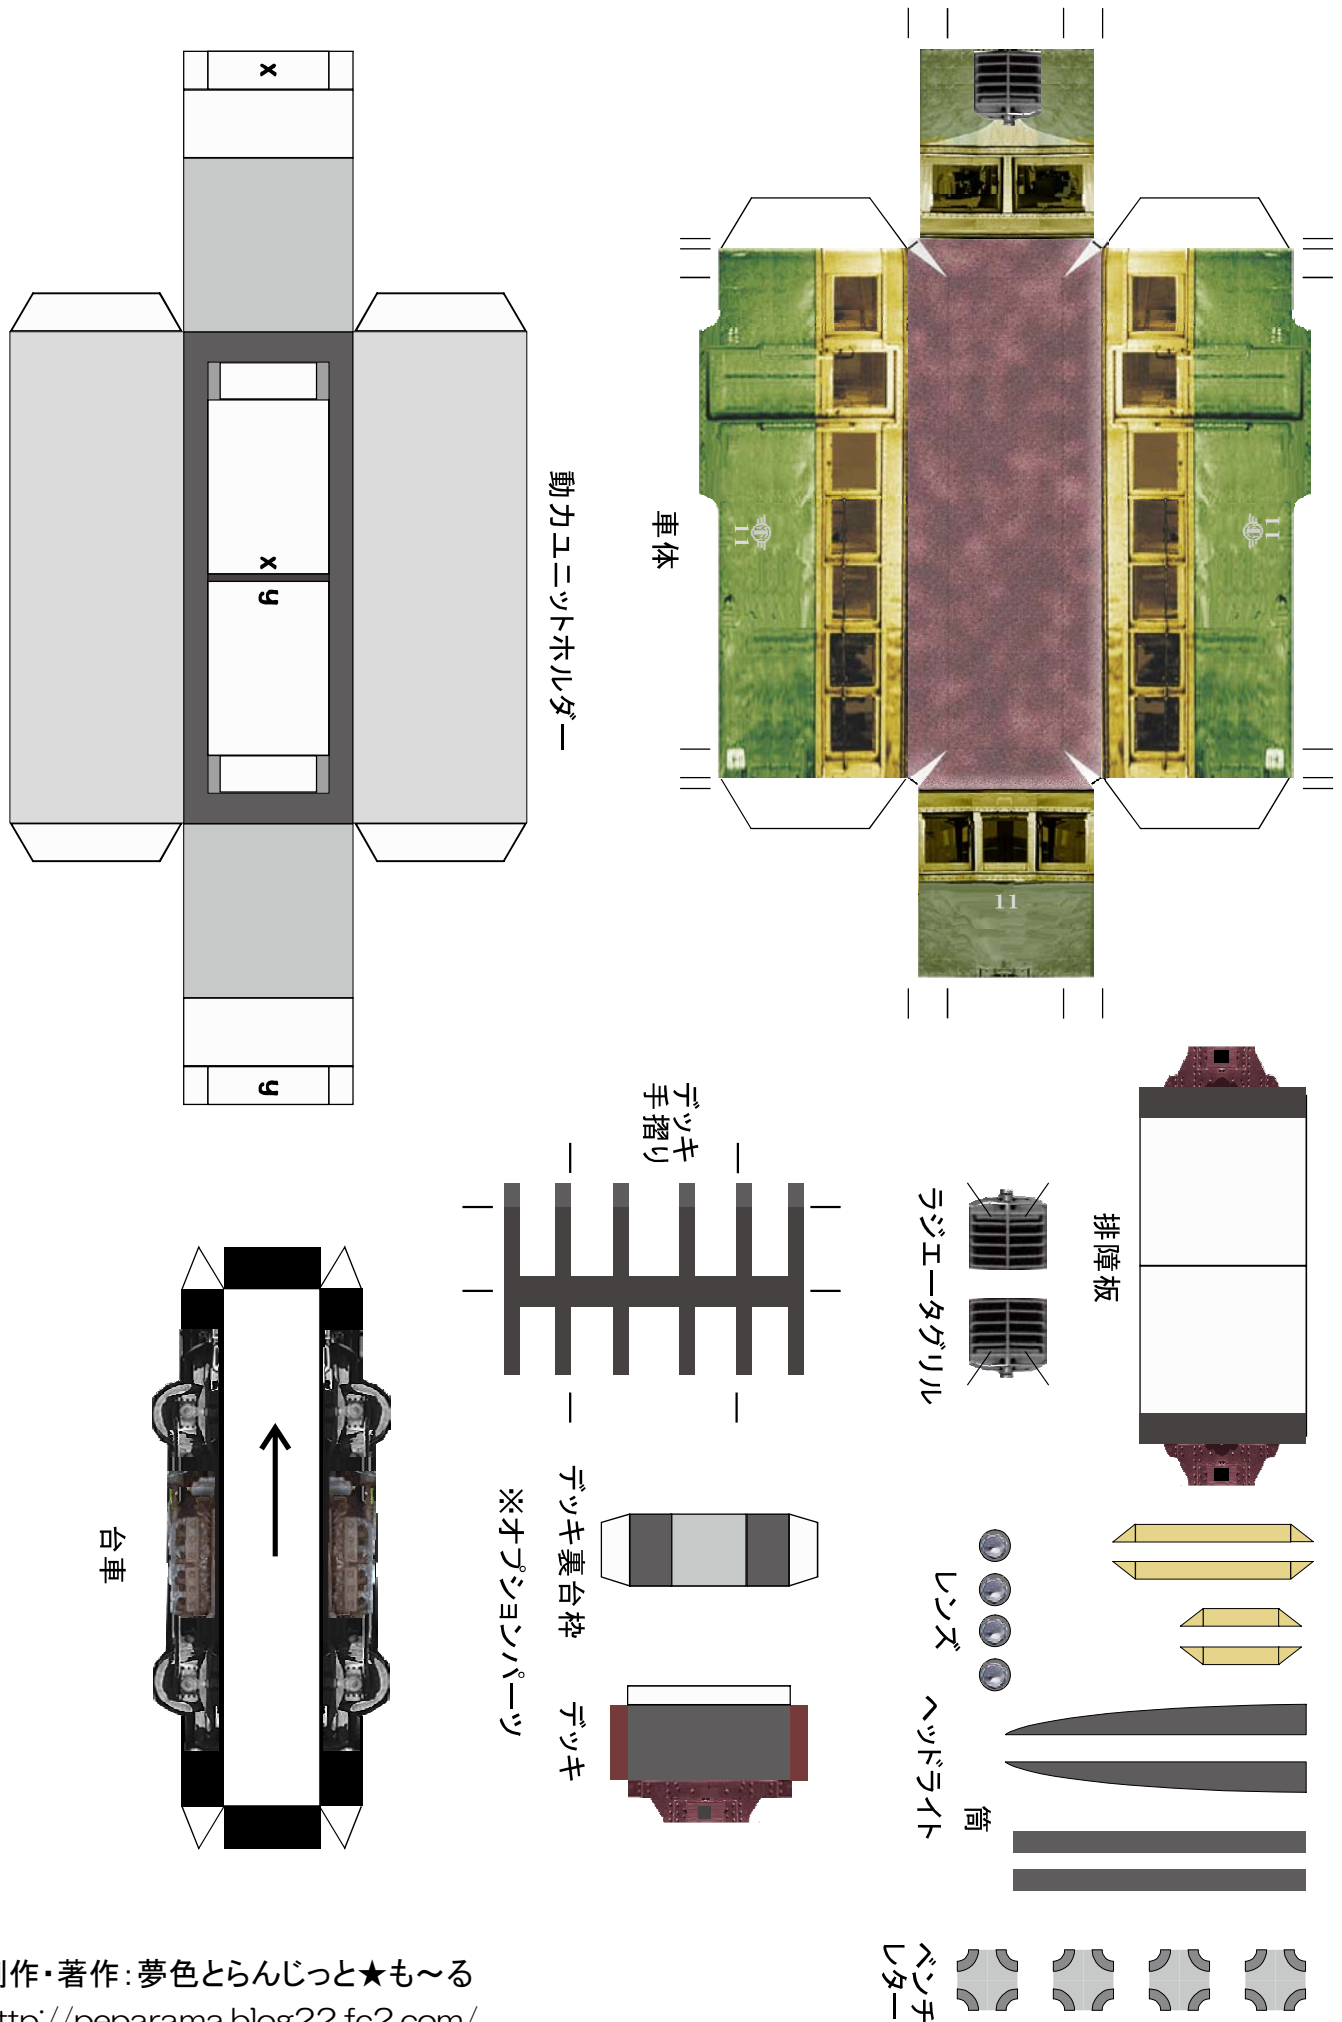 x
動力ユニットホルダー
x
y
y
車体
11
11
11
デッキ
手摺り
ラジエータグリル
排障板
台車
デッキ裏台枠
※オプションパーツ
デッキ
レンズ
ヘッドライト
筒
ベンチ
レター
作・著作：夢色とらんじっと★も～る
ttp://peparama.blog22.fc2.com/